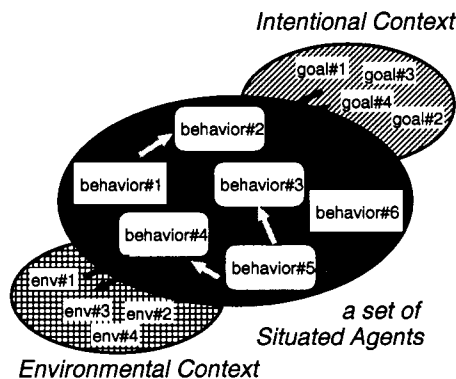 Intentional Context
goal#1
goal#3
goal#4
goal#2
behavior#2
behavior#1
behavior#3
behavior#6
behavior#4
behavior#5
env#1
env#3
env#2
env#4
a set of
Situated Agents
Environmental Context